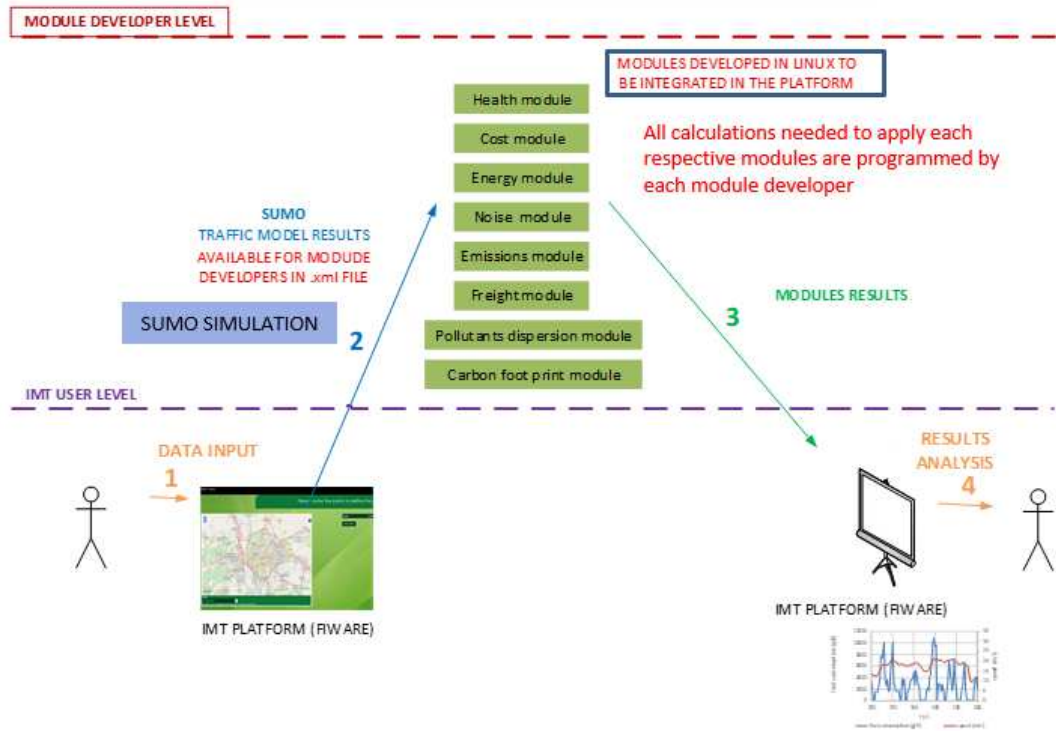 MODULE DEVELOPER LEVEL
MODULES DEVELOPED IN LINUX TO
BE INTEGRATED IN THE PLATFORM
Health module
Cost module
Energy module
Noise module
Emissions module
Freight module
Pollutants dispersion module
Carbon foot print module
All calculations needed to apply each
respective modules are programmed by
each module developer
SUMO
TRAFFIC MODEL RESULTS
AVAILABLE FOR MODUDE
DEVELOPERS IN .xml FILE
SUMO SIMULATION
2
3
MODULES RESULTS
IMT USER LEVEL
DATA INPUT
1
IMT PLATFORM (FIWARE)
RESULTS
ANALYSIS
4
IMT PLATFORM (FIWARE)